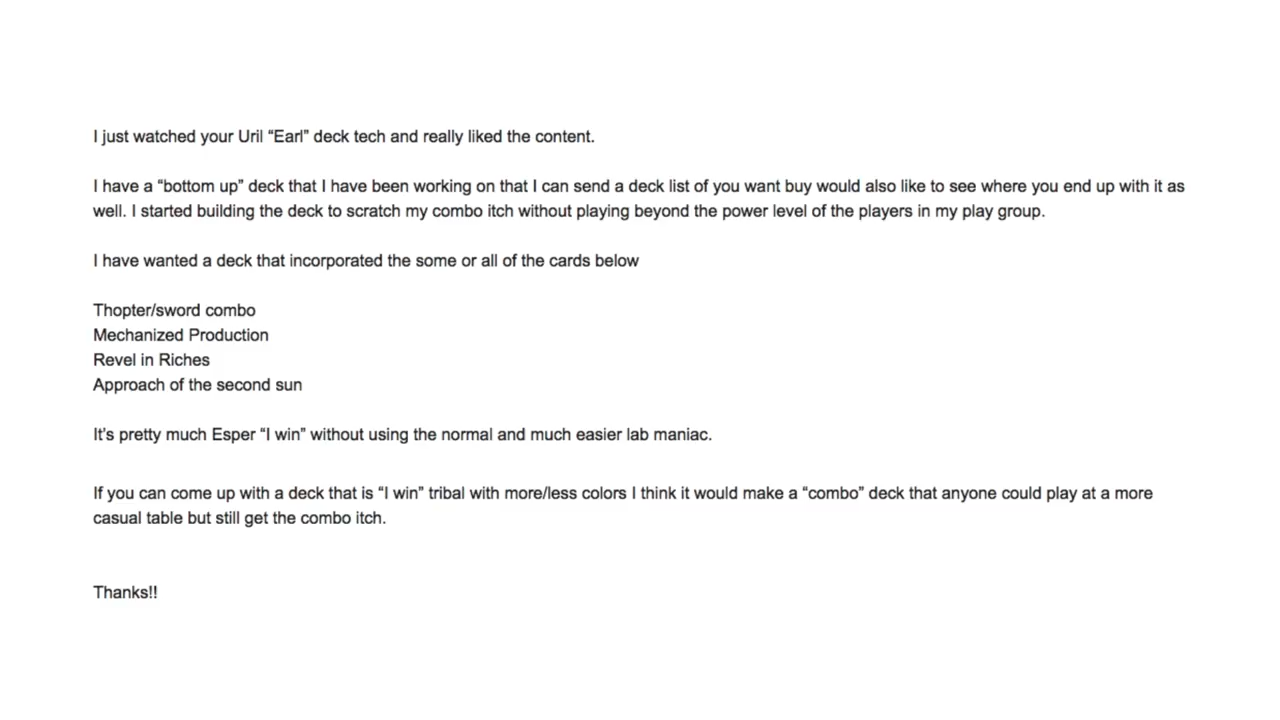 I just watched your Uril “Earl” deck tech and really liked the content.
I have a “bottom up” deck that I have been working on that I can send a deck list of you want buy would also like to see where you end up with it as
well. I started building the deck to scratch my combo itch without playing beyond the power level of the players in my play group.
I have wanted a deck that incorporated the some or all of the cards below
Thopter/sword combo
Mechanized Production
Revel in Riches
Approach of the second sun
It's pretty much Esper “I win” without using the normal and much easier lab maniac.
If you can come up with a deck that is “I win” tribal with more/less colors I think it would make a “combo” deck that anyone could play at a more
casual table but still get the combo itch.
Thanks!!